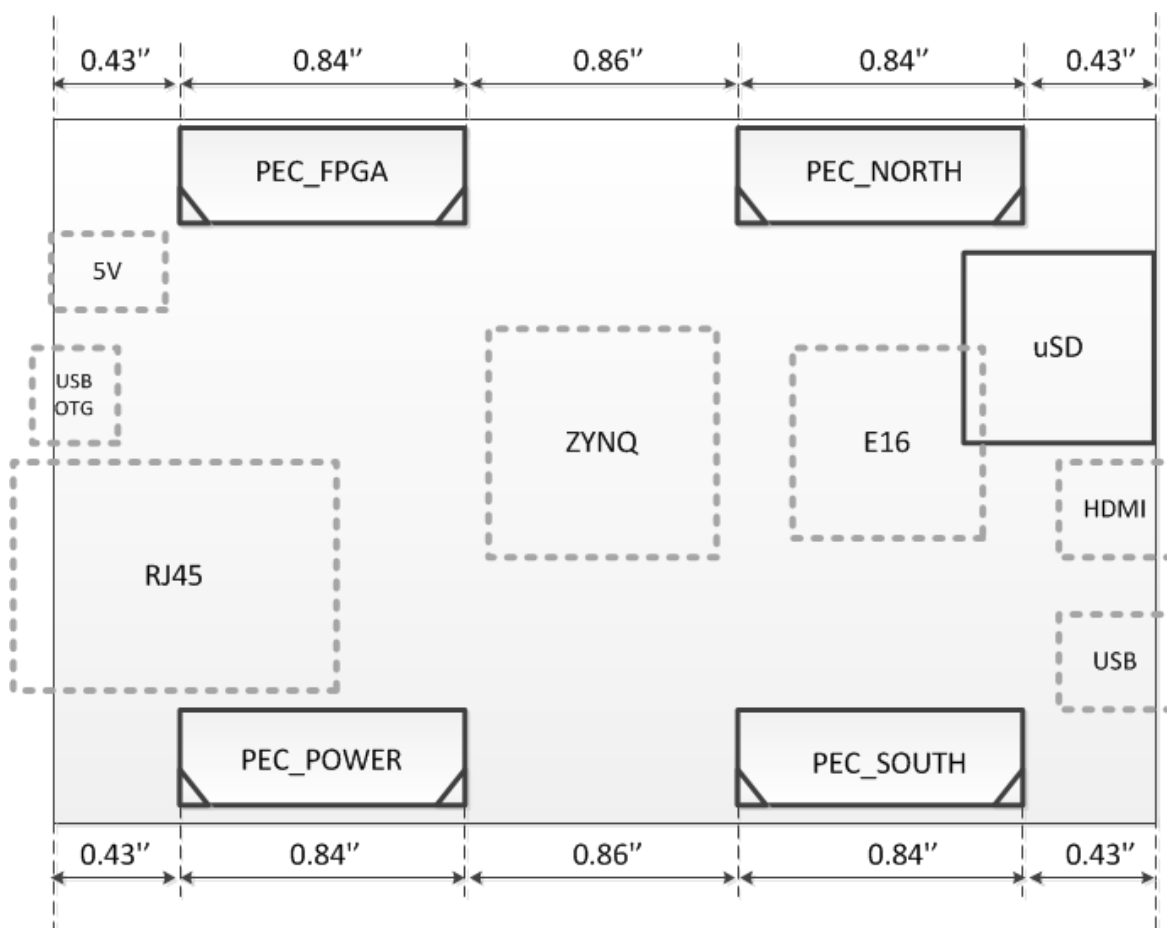 0.43″ 0.84″ 0.86″ 0.84″ 0.43″
PEC_FPGA PEC_NORTH
5V
uSD
USB
OTG
ZYNQ E16
HDMI
RJ45
USB
PEC_POWER PEC_SOUTH
0.43″ 0.84″ 0.86″ 0.84″ 0.43″